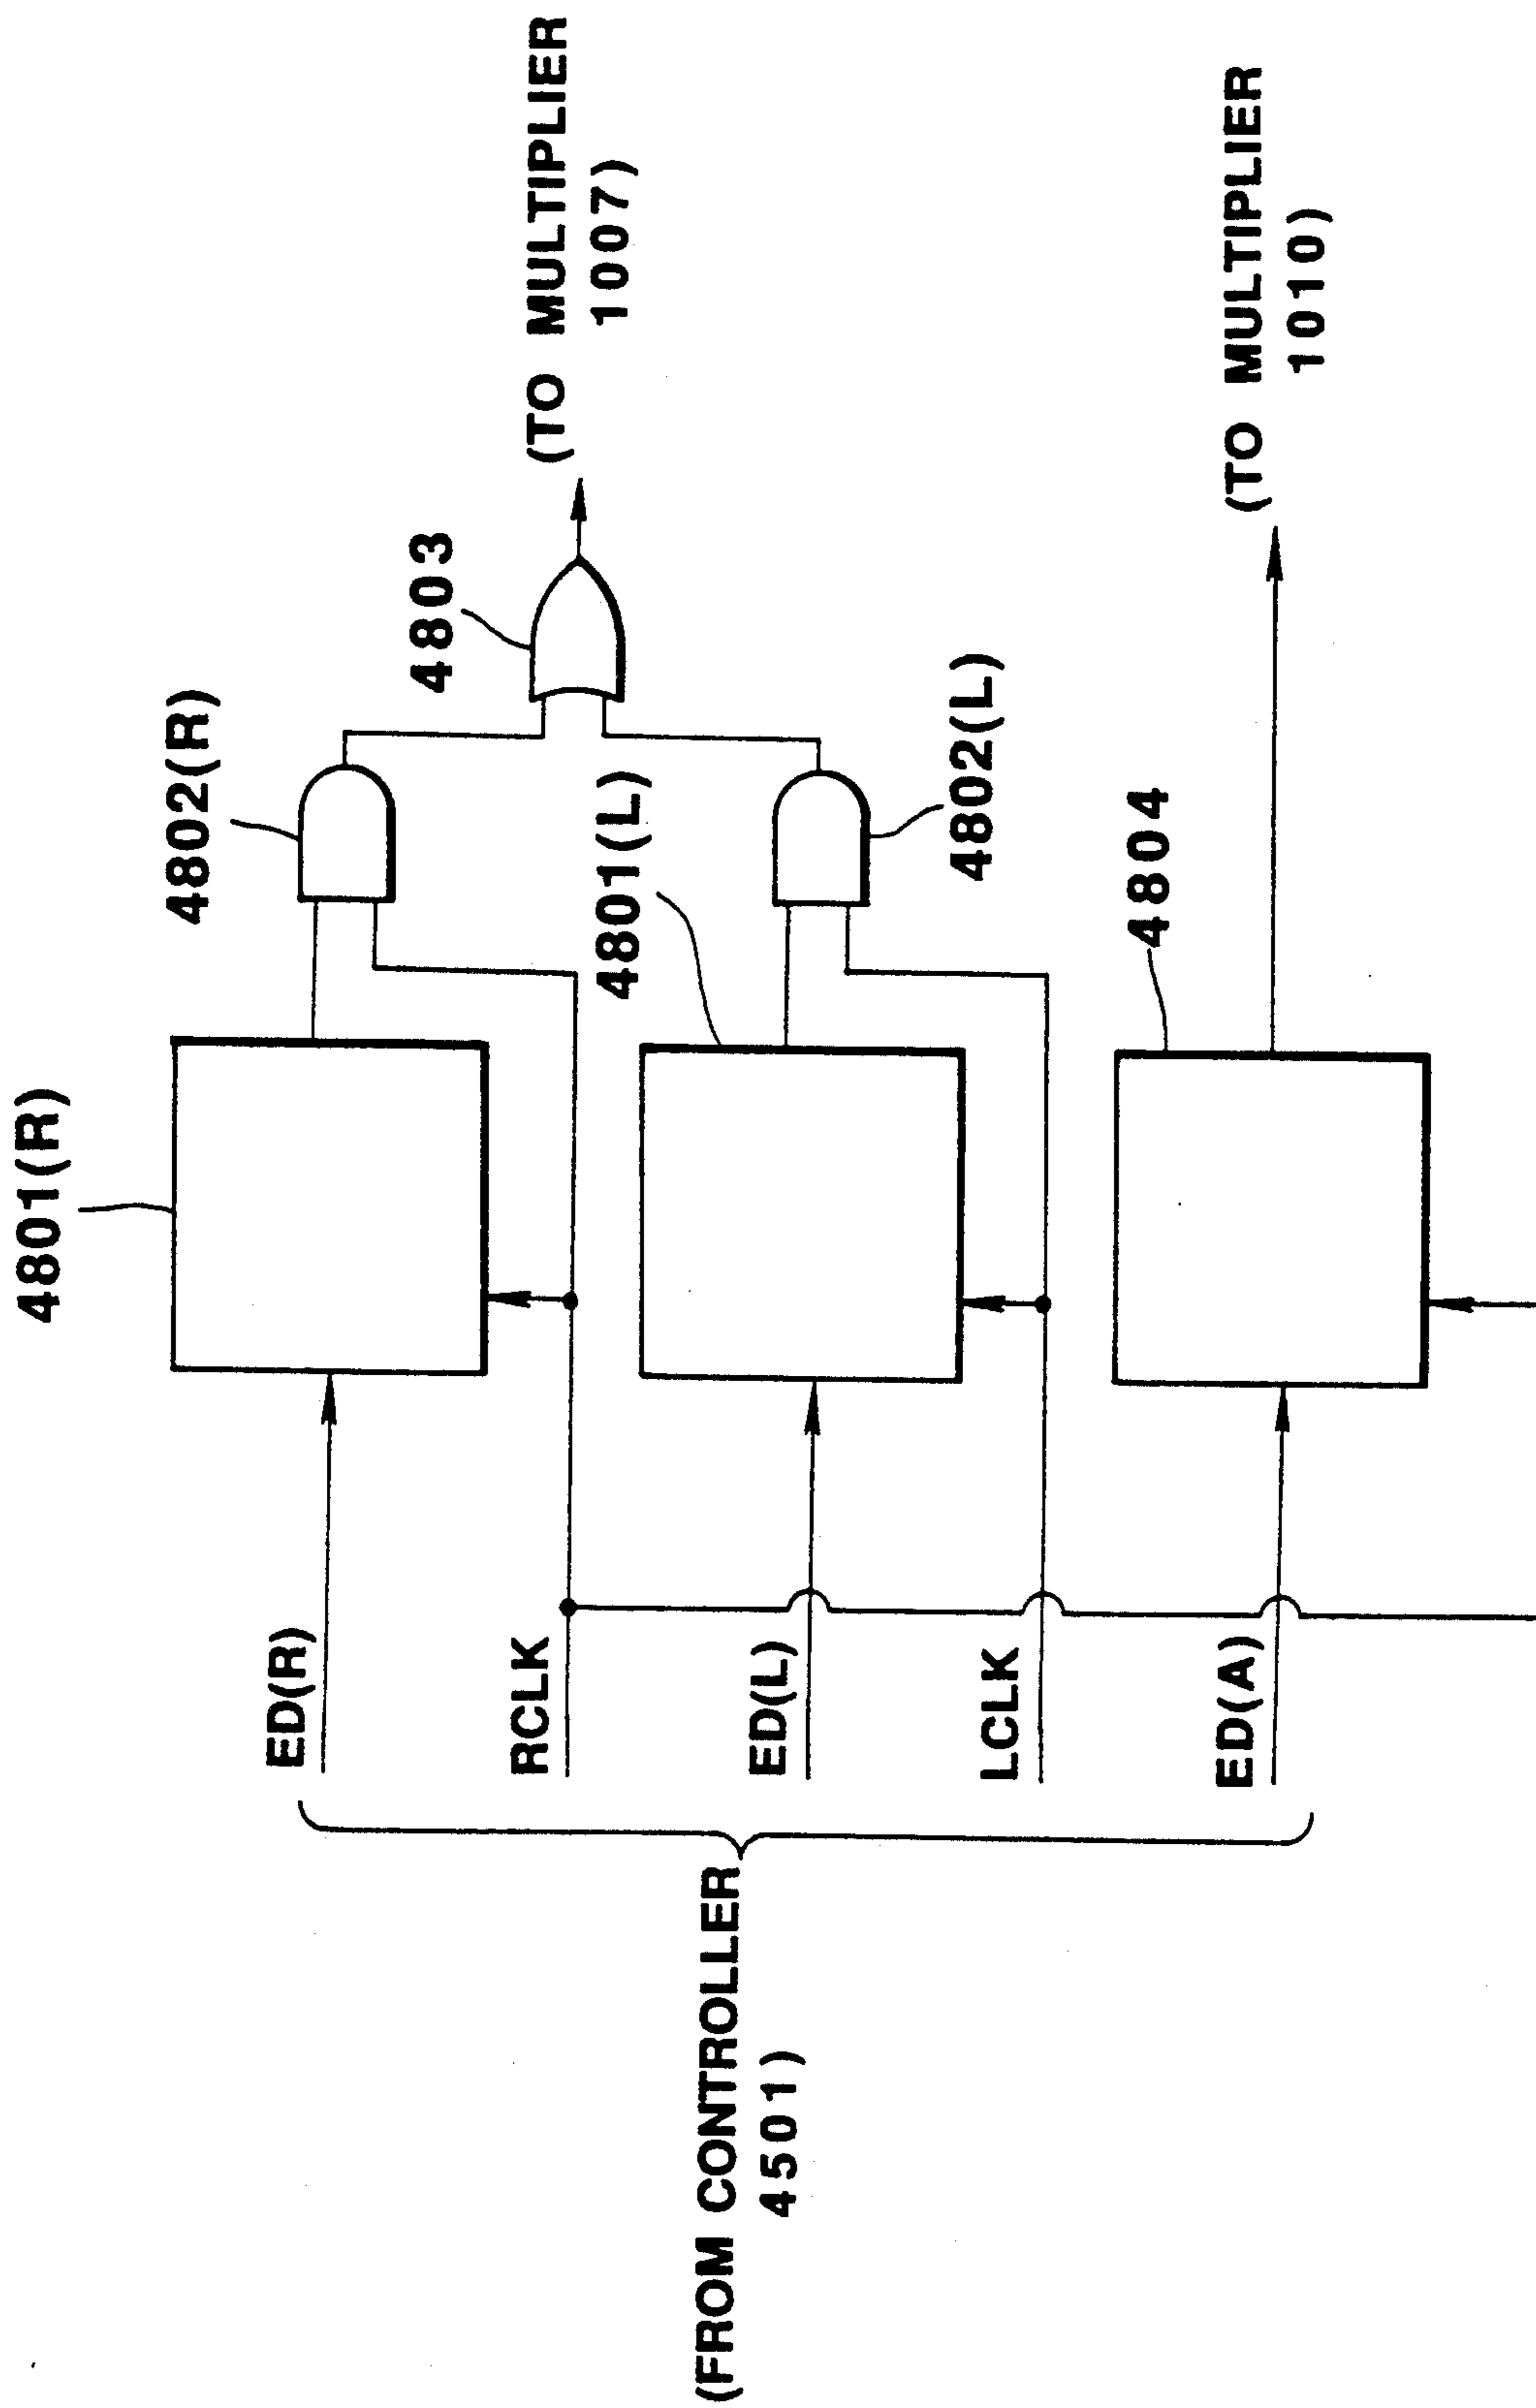 4801(R)
4802(R)
4803
(TO MULTIPLIER
1007)
ED(R)
RCLK
4801(L)
4802(L)
ED(L)
LCLK
4804
(TO MULTIPLIER
1010)
ED(A)
(FROM CONTROLLER
4501)